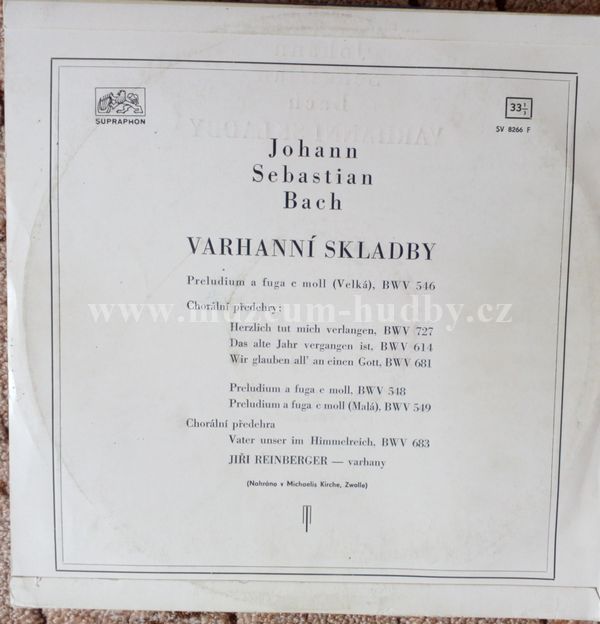 SUPRAPHON
33 1/3
SV 8266 F
Johann
Sebastian
Bach
VARHANNÍ SKLADBY
Preludium a fuga c moll (Velká), BWV 546
Chorální předehry:
www.muzeum-hudby.cz
Herzlich tut mich verlangen, BWV 727
Das alte Jahr vergangen ist, BWV 614
Wir glauben all' an einen Gott, BWV 681
Preludium a fuga e moll, BWV 548
Preludium a fuga c moll (Malá), BWV 549
Chorální předehra
Vater unser im Himmelreich, BWV 683
JIŘÍ REINBERGER — varhany
(Nahráno v Michaelis Kirche, Zwolle)